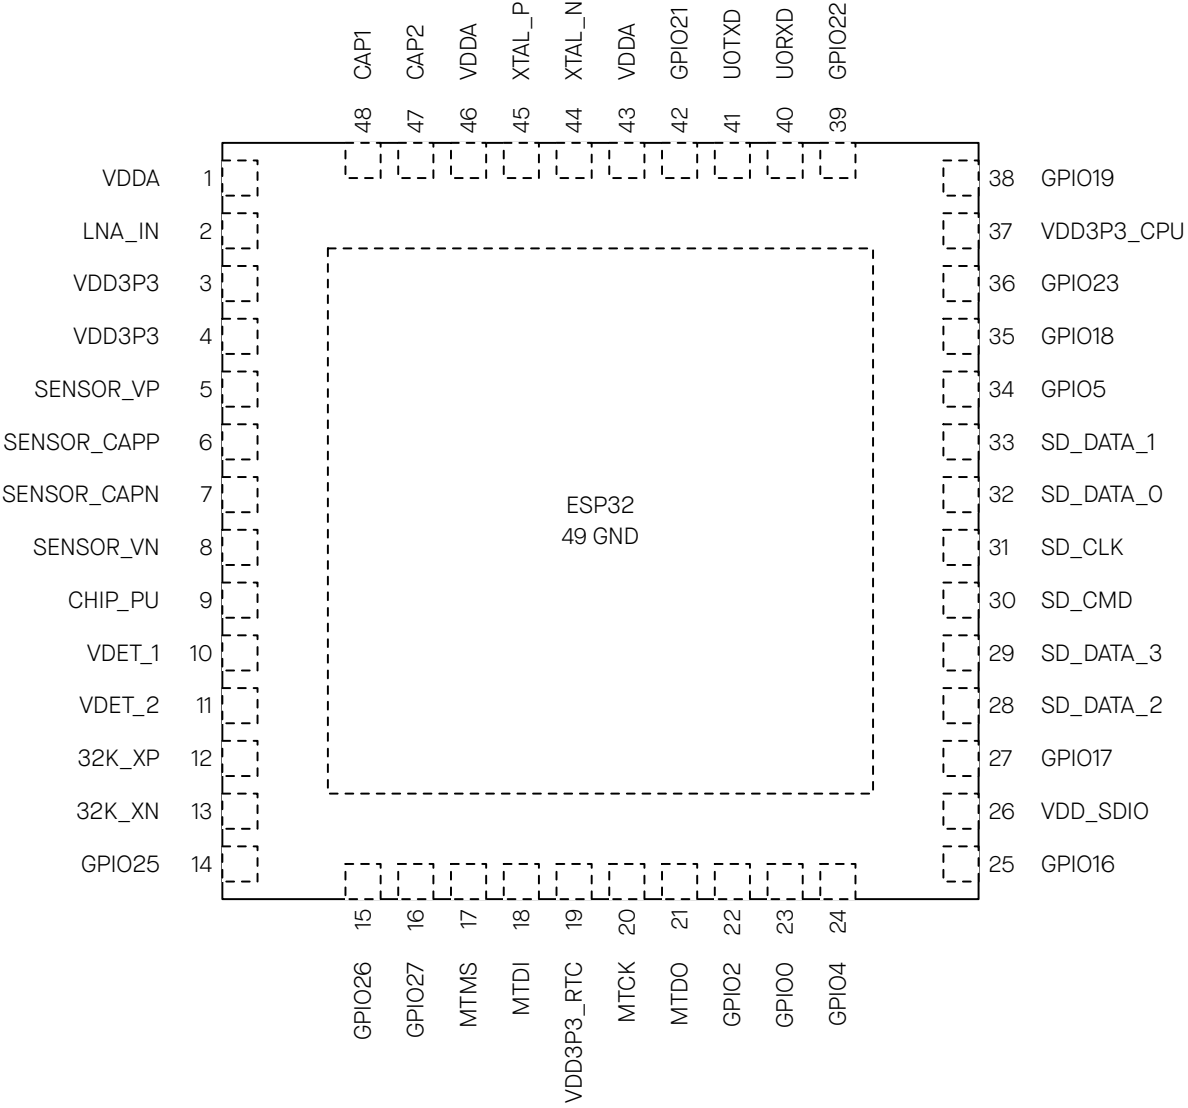 CAP1
CAP2
VDDA
XTAL_P
XTAL_N
VDDA
GPIO21
U0TXD
U0RXD
GPIO22
48
47
46
45
44
43
42
41
40
39
VDDA 1
LNA_IN 2
VDD3P3 3
VDD3P3 4
SENSOR_VP 5
SENSOR_CAPP 6
SENSOR_CAPN 7
SENSOR_VN 8
CHIP_PU 9
VDET_1 10
VDET_2 11
32K_XP 12
32K_XN 13
GPIO25 14
ESP32
49 GND
38 GPIO19
37 VDD3P3_CPU
36 GPIO23
35 GPIO18
34 GPIO5
33 SD_DATA_1
32 SD_DATA_0
31 SD_CLK
30 SD_CMD
29 SD_DATA_3
28 SD_DATA_2
27 GPIO17
26 VDD_SDIO
25 GPIO16
15
16
17
18
19
20
21
22
23
24
GPIO26
GPIO27
MTMS
MTDI
VDD3P3_RTC
MTCK
MTDO
GPIO2
GPIO0
GPIO4